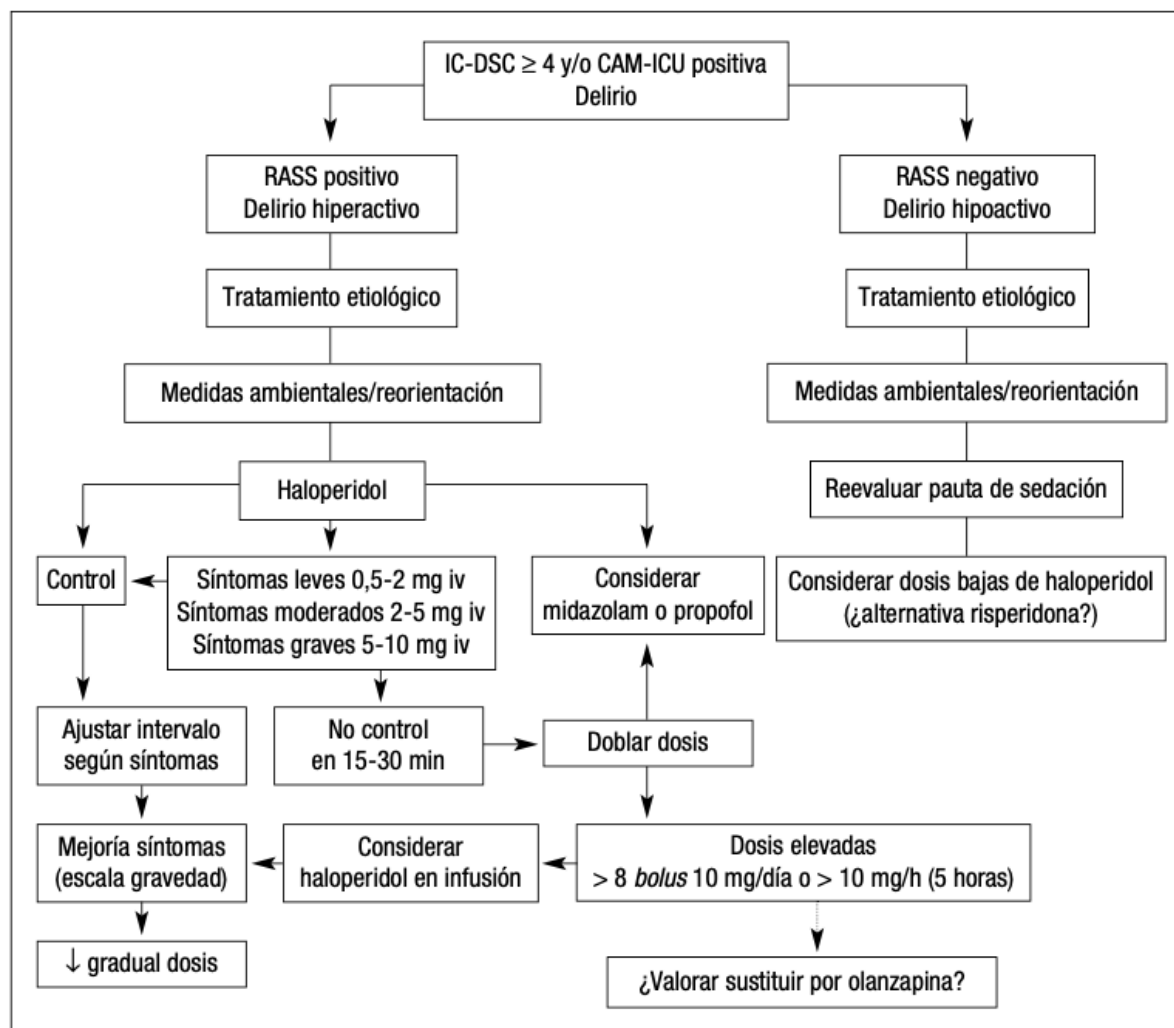 IC-DSC ≥ 4 y/o CAM-ICU positiva
Delirio
RASS positivo
Delirio hiperactivo
RASS negativo
Delirio hipoactivo
Tratamiento etiológico
Tratamiento etiológico
Medidas ambientales/reorientación
Medidas ambientales/reorientación
Haloperidol
Reevaluar pauta de sedación
Control
Síntomas leves 0,5-2 mg iv
Síntomas moderados 2-5 mg iv
Síntomas graves 5-10 mg iv
Considerar
midazolam o propofol
Considerar dosis bajas de haloperidol
(¿alternativa risperidona?)
Ajustar intervalo
según síntomas
No control
en 15-30 min
Doblar dosis
Mejoría síntomas
(escala gravedad)
Considerar
haloperidol en infusión
Dosis elevadas
> 8 bolus 10 mg/día o > 10 mg/h (5 horas)
↓ gradual dosis
¿Valorar sustituir por olanzapina?